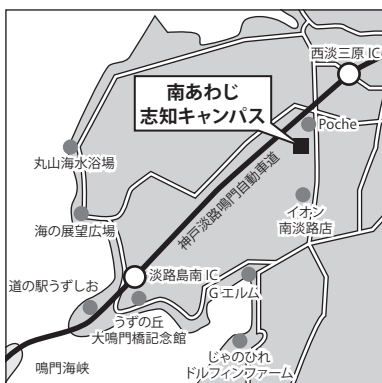 西淡三原 IC
南あわじ
志知キャンパス
Poche
丸山海水浴場
神戸淡路鳴門自動車道
イオン
南淡路店
海の展望広場
淡路島南 IC
道の駅うずしお
Gエルム
うずの丘
大鳴門橋記念館
じゃのひれ
ドルフィンファーム
鳴門海峡